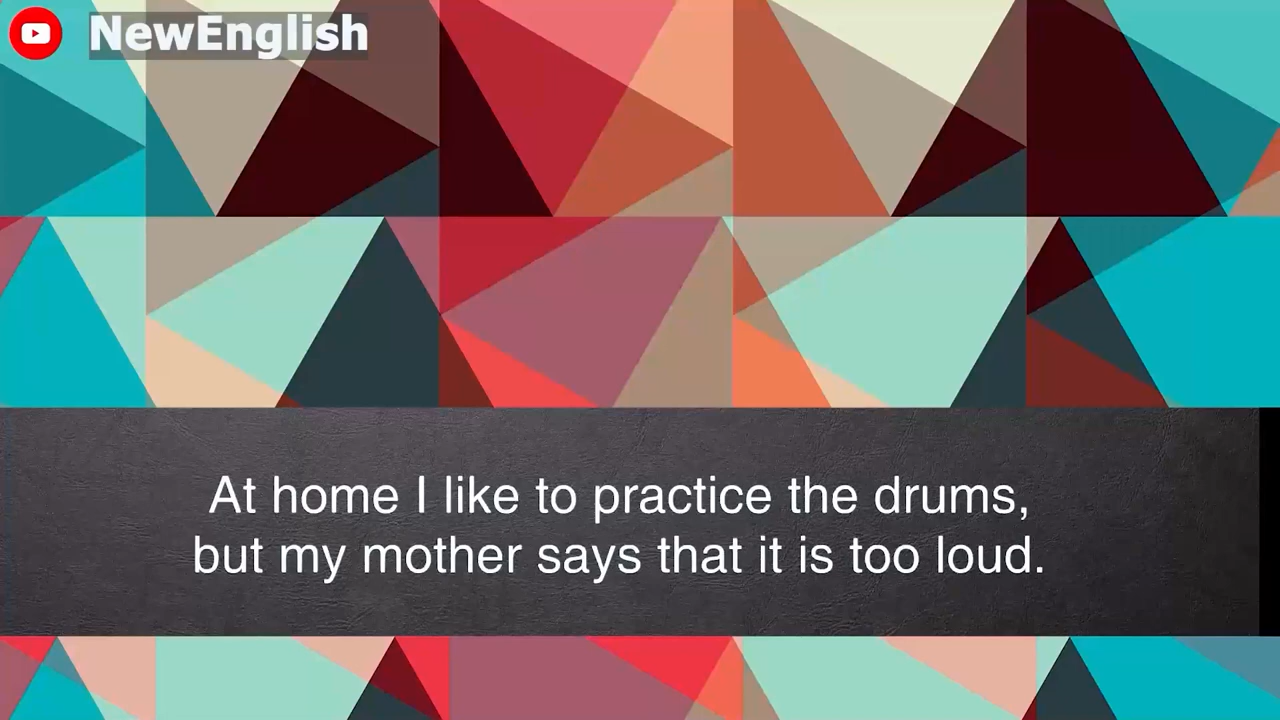 NewEnglish
At home I like to practice the drums,
but my mother says that it is too loud.